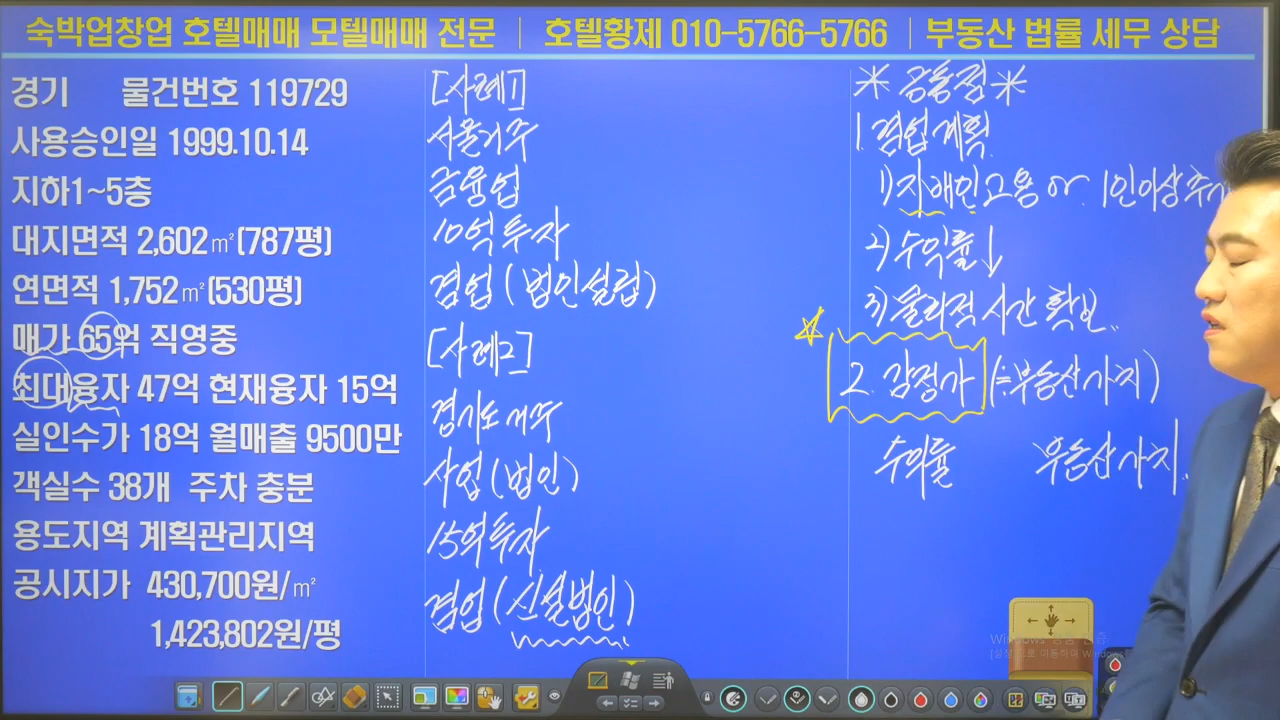 숙박업창업 호텔매매 모텔매매 전문 | 호텔황제 010-5766-5766 | 부동산 법률 세무 상담
경기 물건번호 119729
사용승인일 1999.10.14
지하1~5층
대지면적 2,602㎡(787평)
연면적 1,752㎡(530평)
매가 65억 직영중
최대융자 47억 현재융자 15억
실인수가 18억 월매출 9500만
객실수 38개 주차 충분
용도지역 계획관리지역
공시지가 430,700원/㎡
1,423,802원/평
[사례1]
서울거주
금융업
10억 투자
겸업 (법인설립)
[사례2]
경기도 거주
사업 (법인)
15억 투자
겸업 (신설법인)
* 공통점 *
1. 겸업계획
1) 장애인고용 or 1인이상
2) 수익률↓
3) 물리적 시간 확보..
2. 감정가 (≒부동산가치)
수익률 부동산가치.